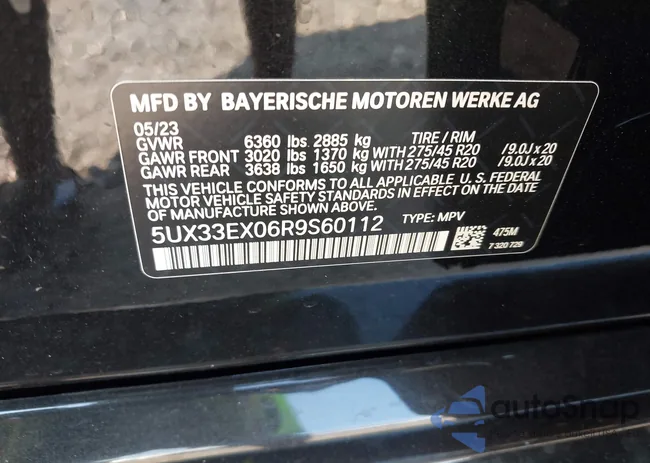 MFD BY BAYERISCHE MOTOREN WERKE AG
05/23
GVWR 6360 lbs. 2885 kg TIRE / RIM
GAWR FRONT 3020 lbs 1370 kg WITH 275/45 R20 /9.0J x 20
GAWR REAR 3638 lbs 1650 kg WITH 275/45 R20 /9.0J x 20
THIS VEHICLE CONFORMS TO ALL APPLICABLE U. S. FEDERAL
MOTOR VEHICLE SAFETY STANDARDS IN EFFECT ON THE
DATE OF MANUFACTURE SHOWN ABOVE.
5UX33EX06R9S60112 TYPE: MPV
475M
7 320 729
autoSnap